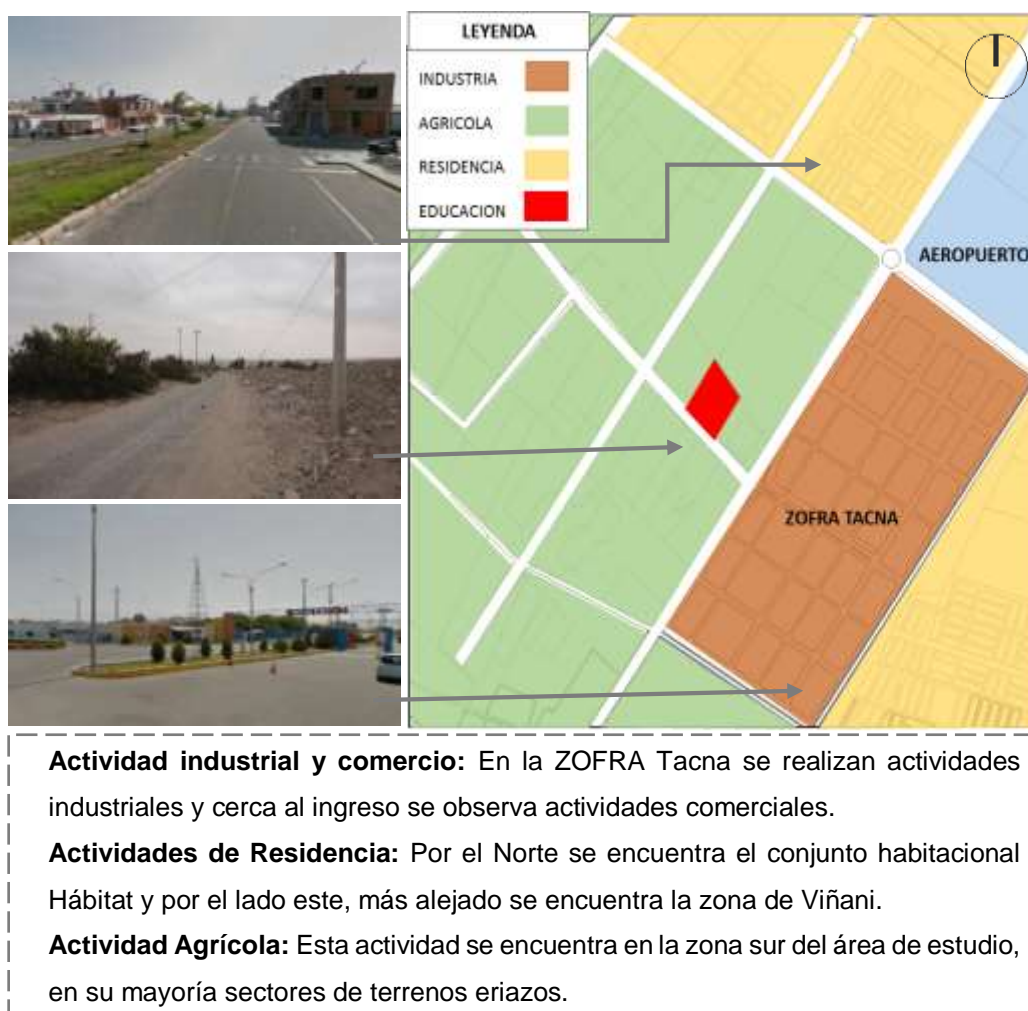 LEYENDA
INDUSTRIA
AGRICOLA
RESIDENCIA
EDUCACION
AEROPUERTO
ZOFRA TACNA
Actividad industrial y comercio: En la ZOFRA Tacna se realizan actividades
industriales y cerca al ingreso se observa actividades comerciales.
Actividades de Residencia: Por el Norte se encuentra el conjunto habitacional
Hábitat y por el lado este, más alejado se encuentra la zona de Viñani.
Actividad Agrícola: Esta actividad se encuentra en la zona sur del área de estudio,
en su mayoría sectores de terrenos eriazos.